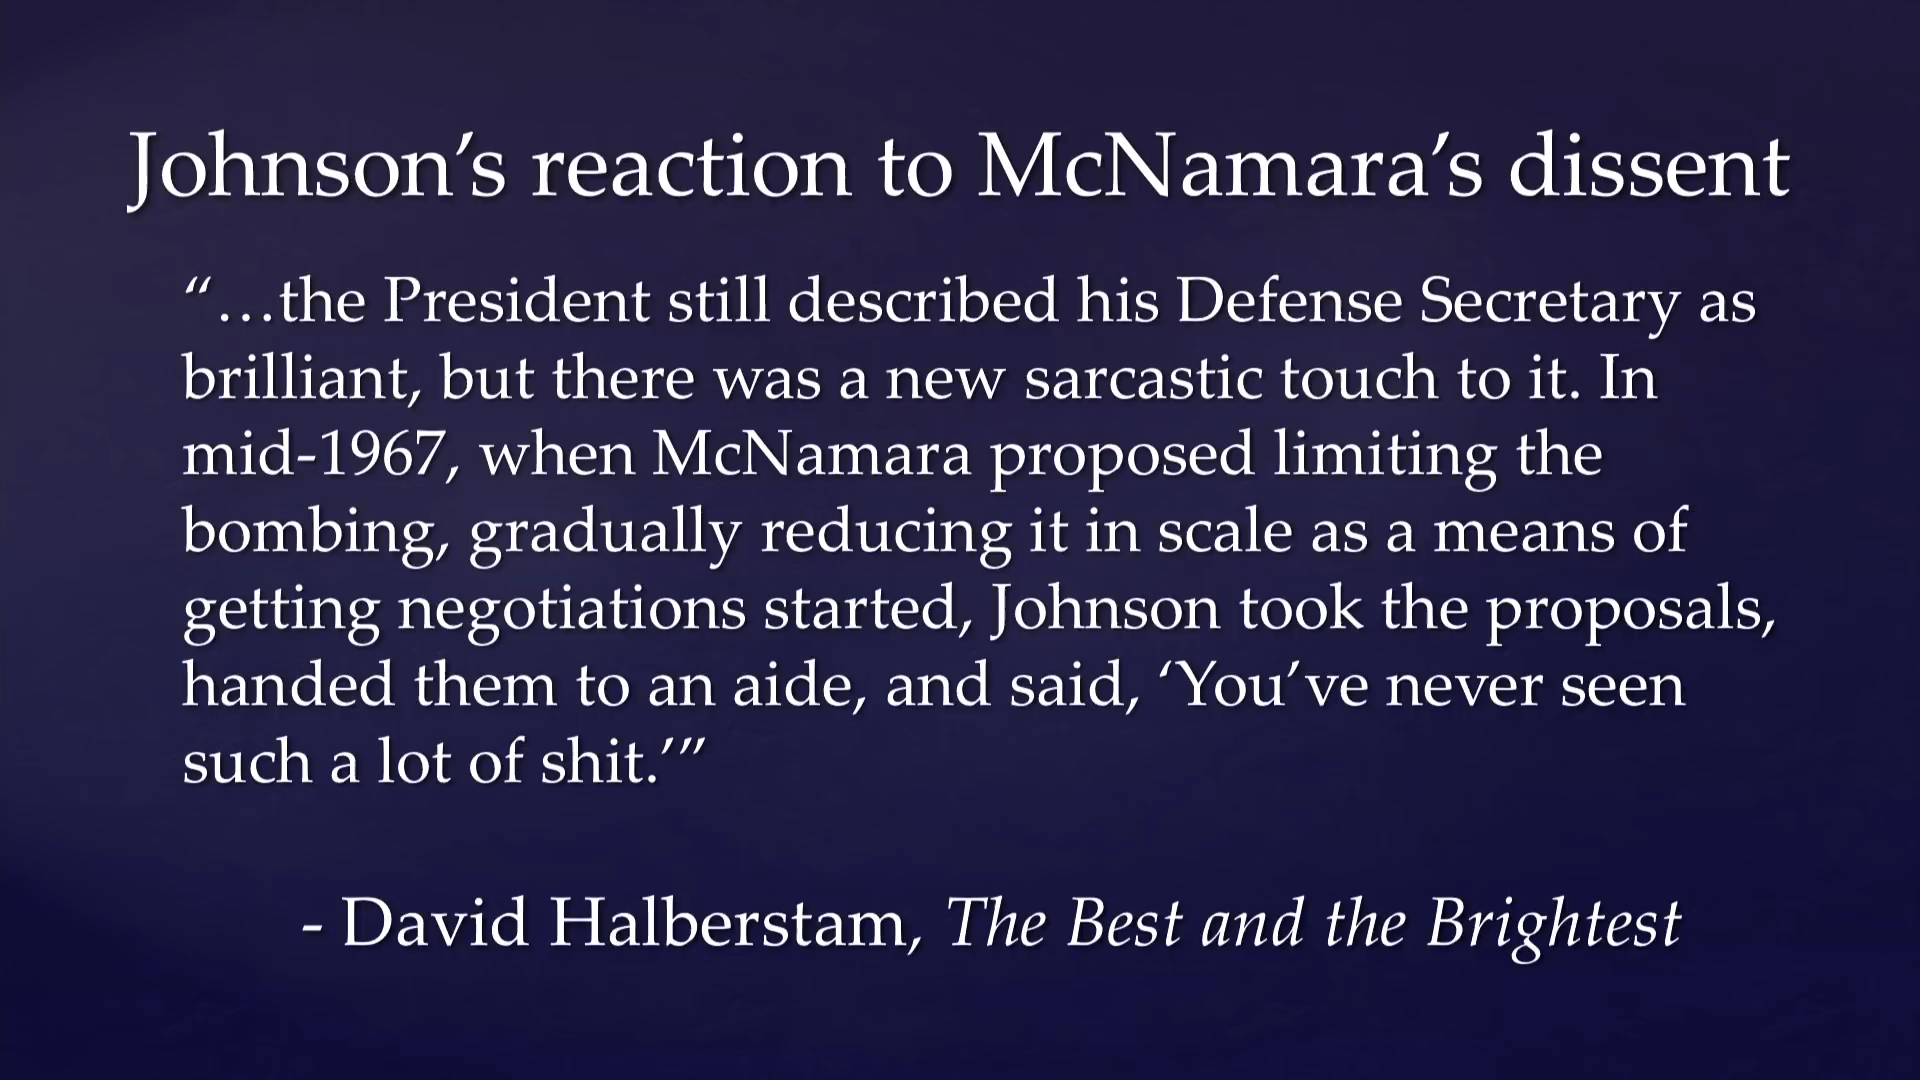 Johnson’s reaction to McNamara’s dissent
“…the President still described his Defense Secretary as
brilliant, but there was a new sarcastic touch to it. In
mid-1967, when McNamara proposed limiting the
bombing, gradually reducing it in scale as a means of
getting negotiations started, Johnson took the proposals,
handed them to an aide, and said, ‘You’ve never seen
such a lot of shit.’”
- David Halberstam, The Best and the Brightest